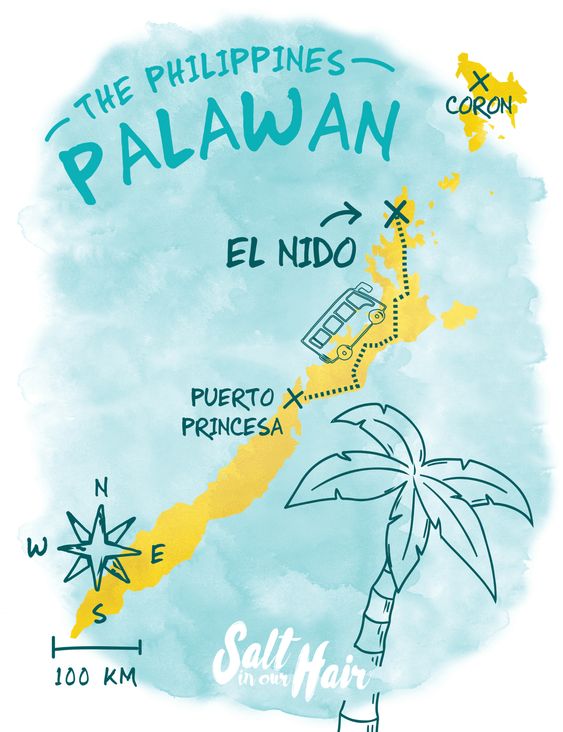 THE PHILIPPINES
PALAWAN
CORON
EL NIDO
PUERTO
PRINCESA
N
W E
S
100 KM
Salt
in our Hair